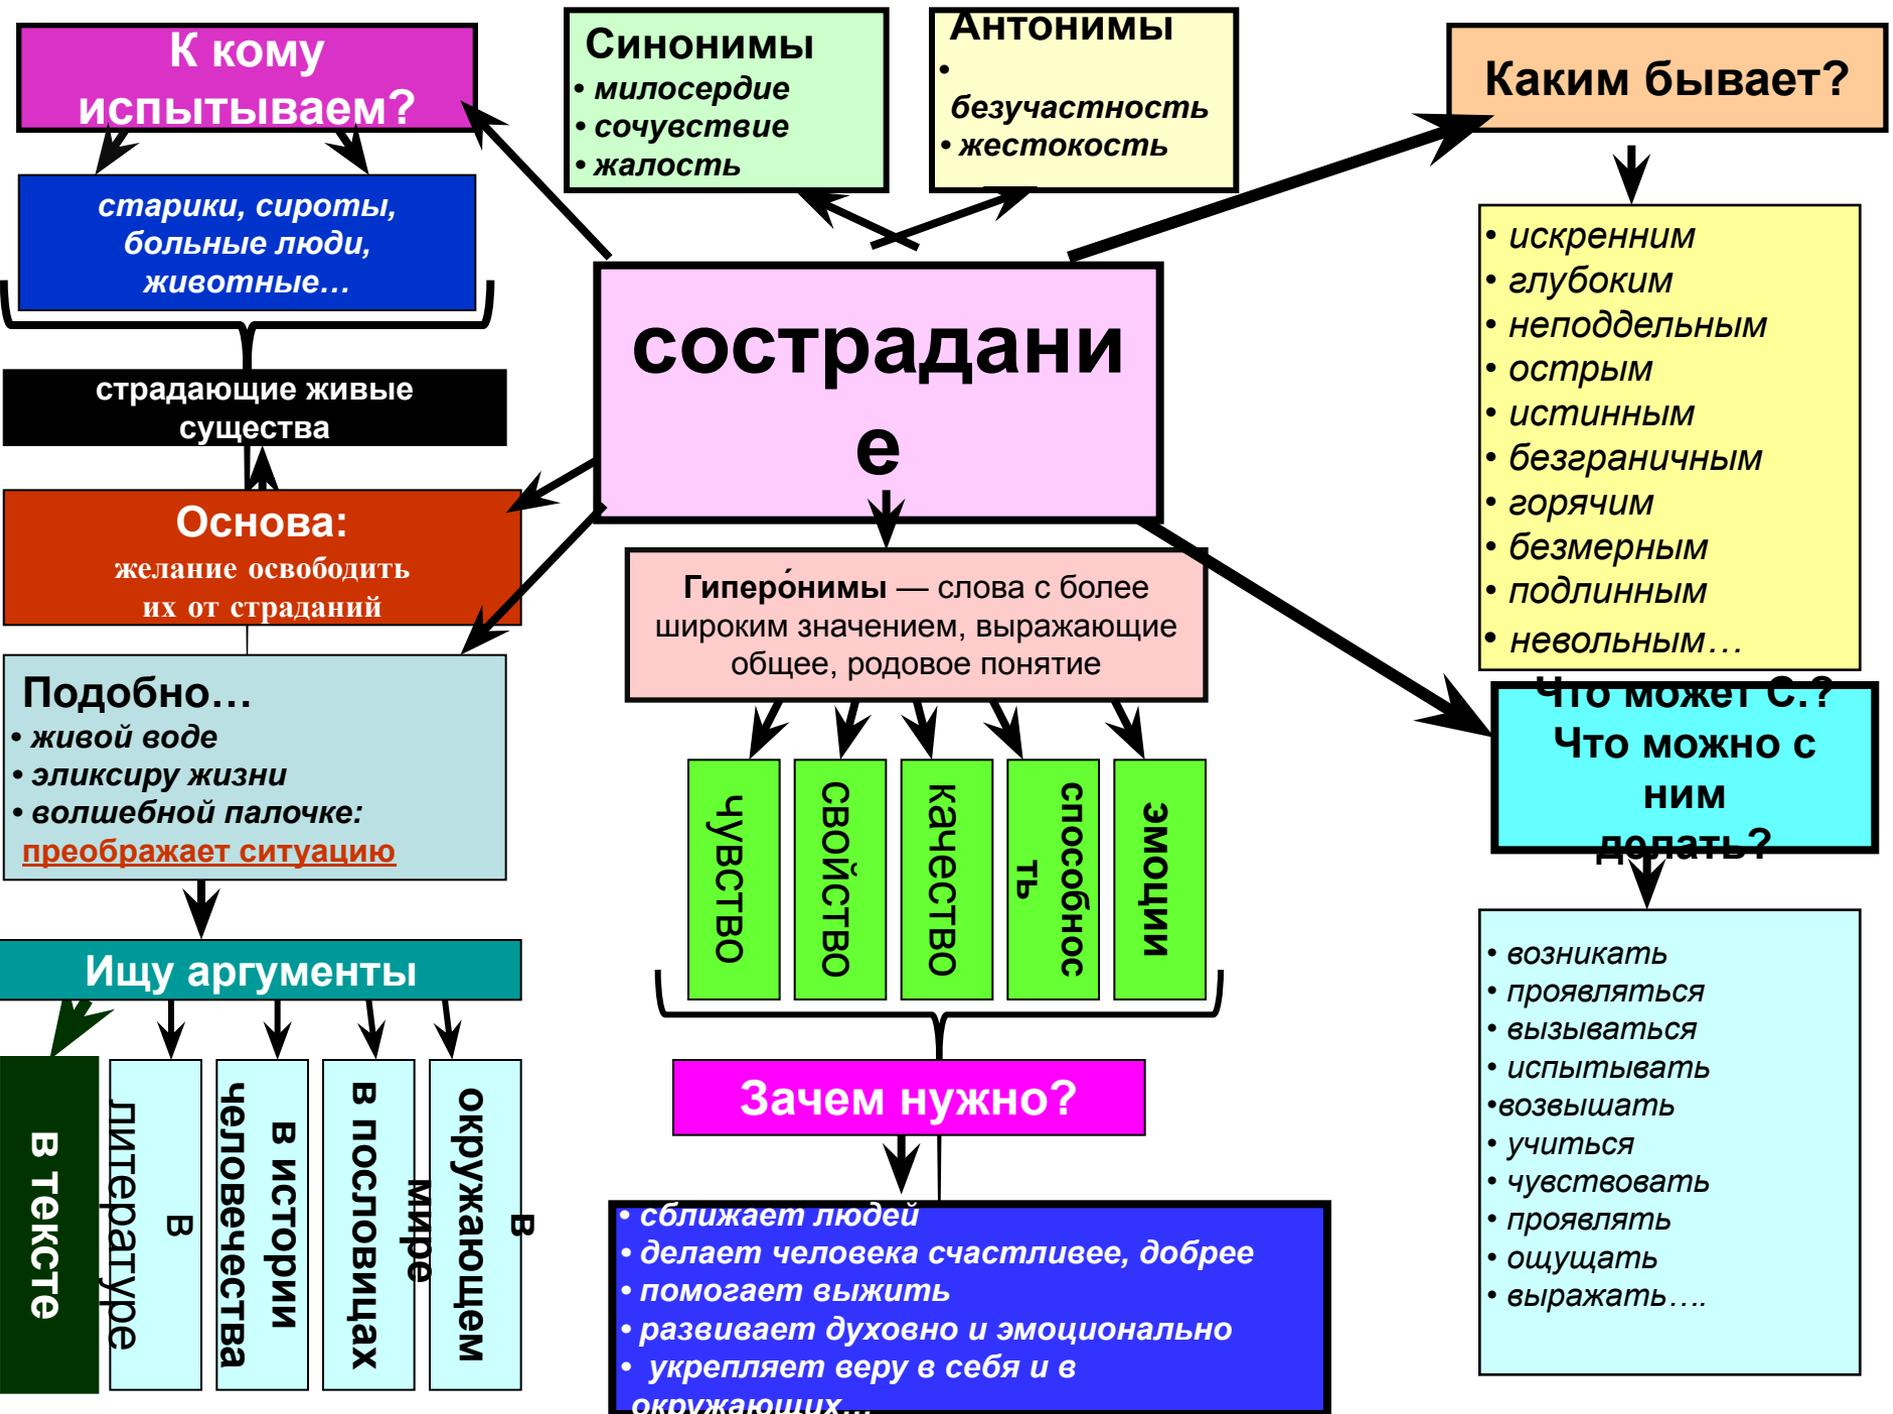 К кому
испытываем?
старики, сироты,
больные люди,
животные…
страдающие живые
существа
Основа:
желание освободить
их от страданий
Подобно…
• живой воде
• эликсиру жизни
• волшебной палочке:
преображает ситуацию
Ищу аргументы
в тексте
в
литературе
в истории
человечества
в пословицах
в
окружающем
мире
Синонимы
• милосердие
• сочувствие
• жалость
Антонимы
•
безучастность
• жестокость
сострадани
е
Гиперо́нимы — слова с более
широким значением, выражающие
общее, родовое понятие
чувство
свойство
качество
способнос
ть
эмоции
Зачем нужно?
• сближает людей
• делает человека счастливее, добрее
• помогает выжить
• развивает духовно и эмоционально
• укрепляет веру в себя и в
окружающих…
Каким бывает?
• искренним
• глубоким
• неподдельным
• острым
• истинным
• безграничным
• горячим
• безмерным
• подлинным
• невольным…
Что может С.?
Что можно с
ним
делать?
• возникать
• проявляться
• вызываться
• испытывать
•возвышать
• учиться
• чувствовать
• проявлять
• ощущать
• выражать….